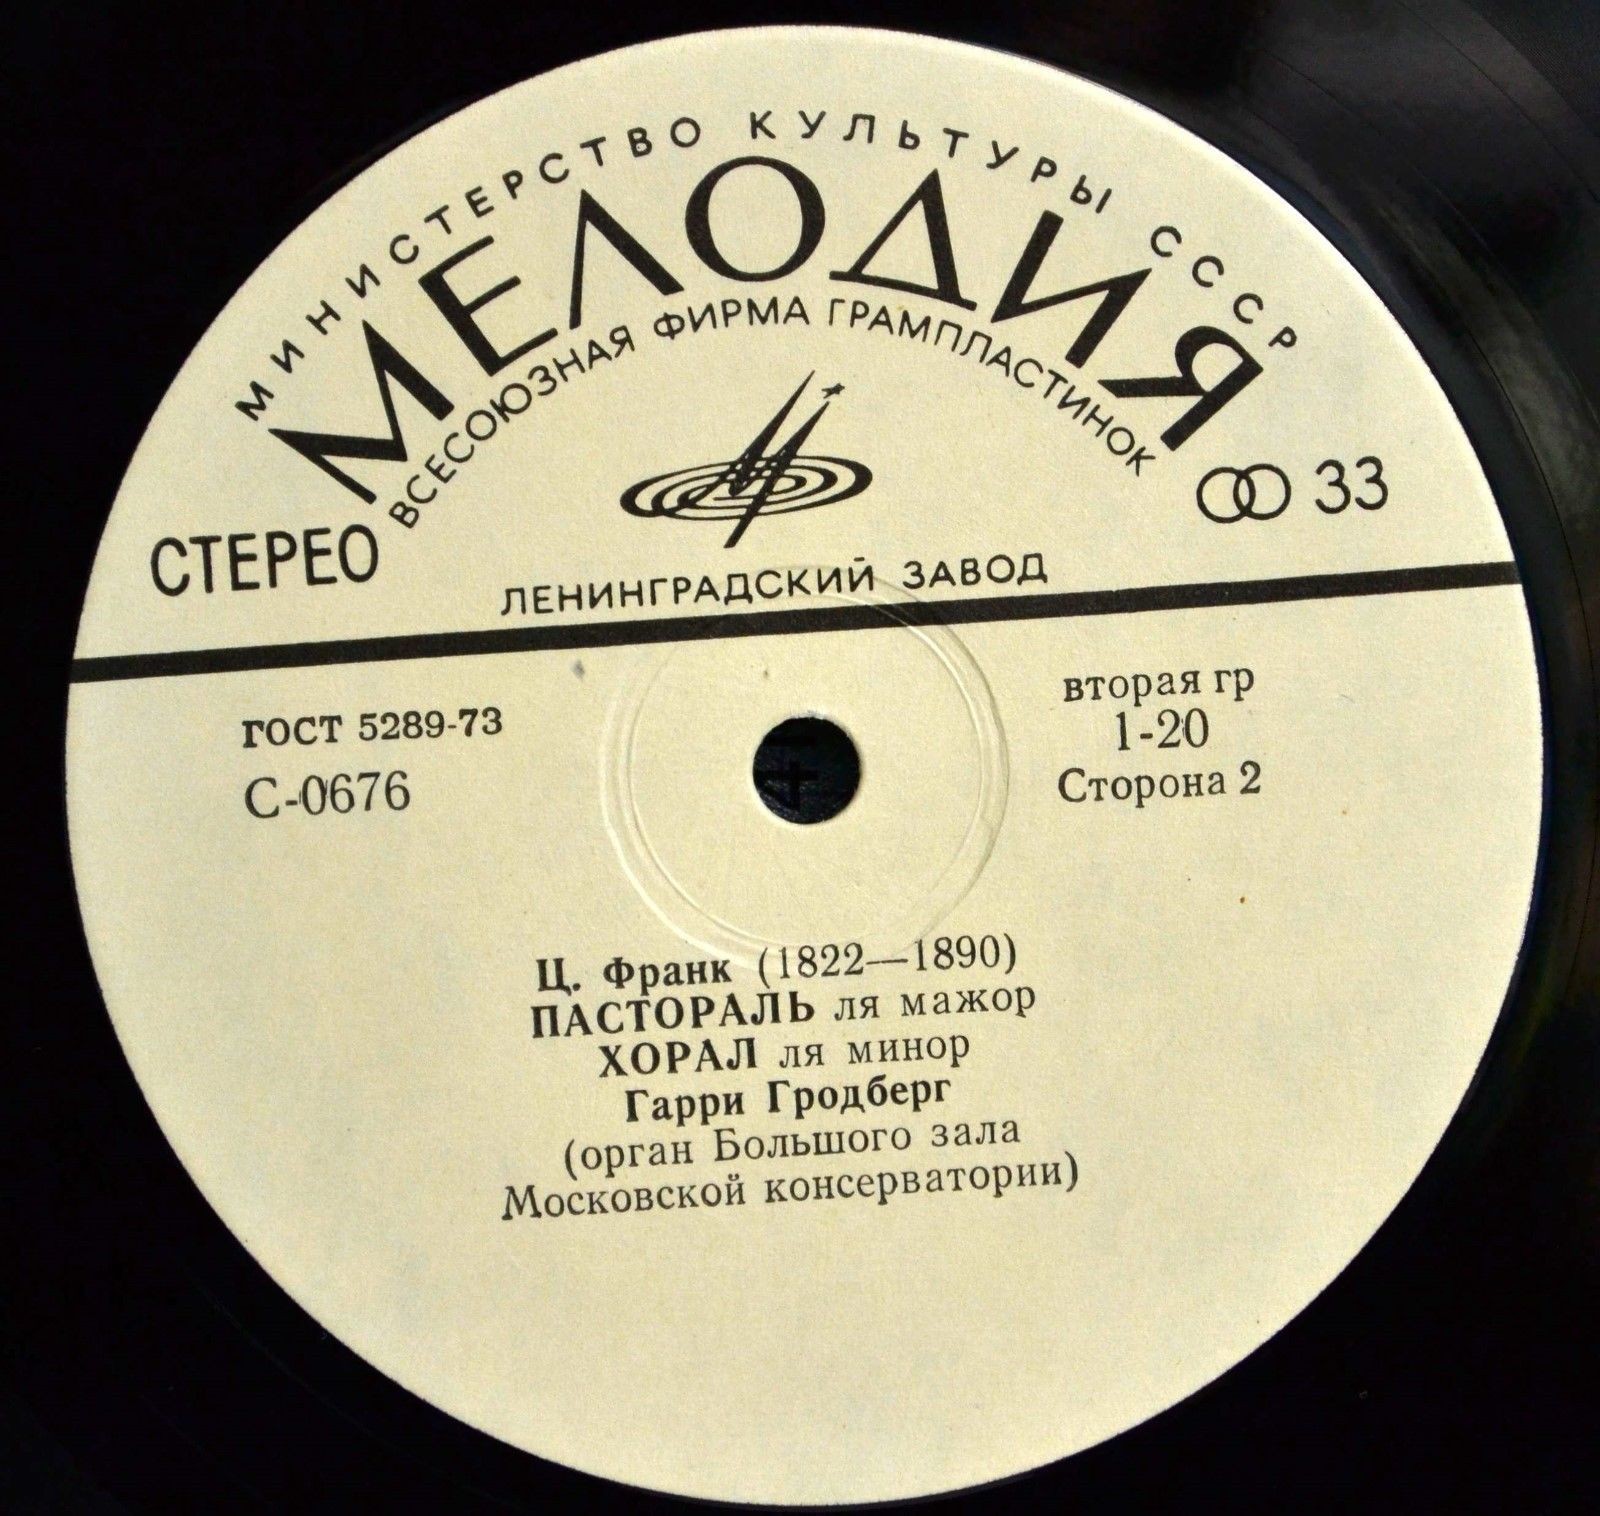 МИНИСТЕРСТВО КУЛЬТУРЫ СССР
МЕЛОДИЯ
ВСЕСОЮЗНАЯ ФИРМА ГРАМПЛАСТИНОК
СТЕРЕО
33
ЛЕНИНГРАДСКИЙ ЗАВОД
ГОСТ 5289-73
С-0676
вторая гр
1-20
Сторона 2
Ц. Франк (1822—1890)
ПАСТОРАЛЬ ля мажор
ХОРАЛ ля минор
Гарри Гродберг
(орган Большого зала
Московской консерватории)